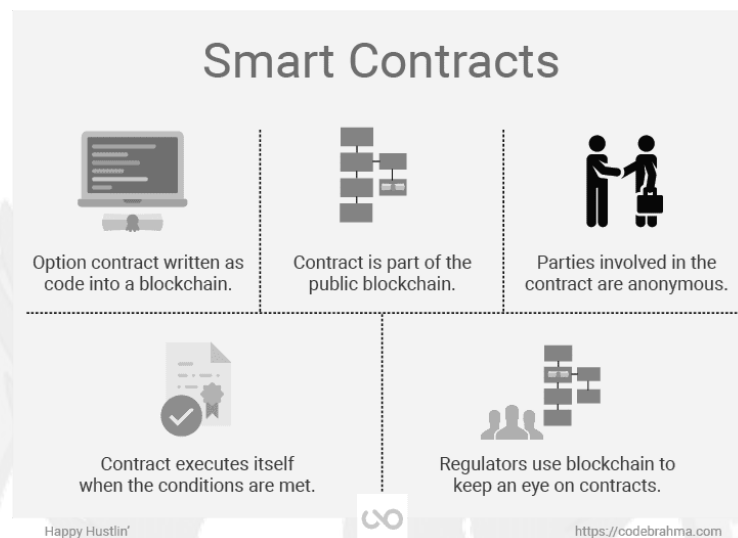 Smart Contracts
Option contract written as
code into a blockchain.
Contract is part of the
public blockchain.
Parties involved in the
contract are anonymous.
Contract executes itself
when the conditions are met.
Regulators use blockchain to
keep an eye on contracts.
Happy Hustlin'
https://codebrahma.com